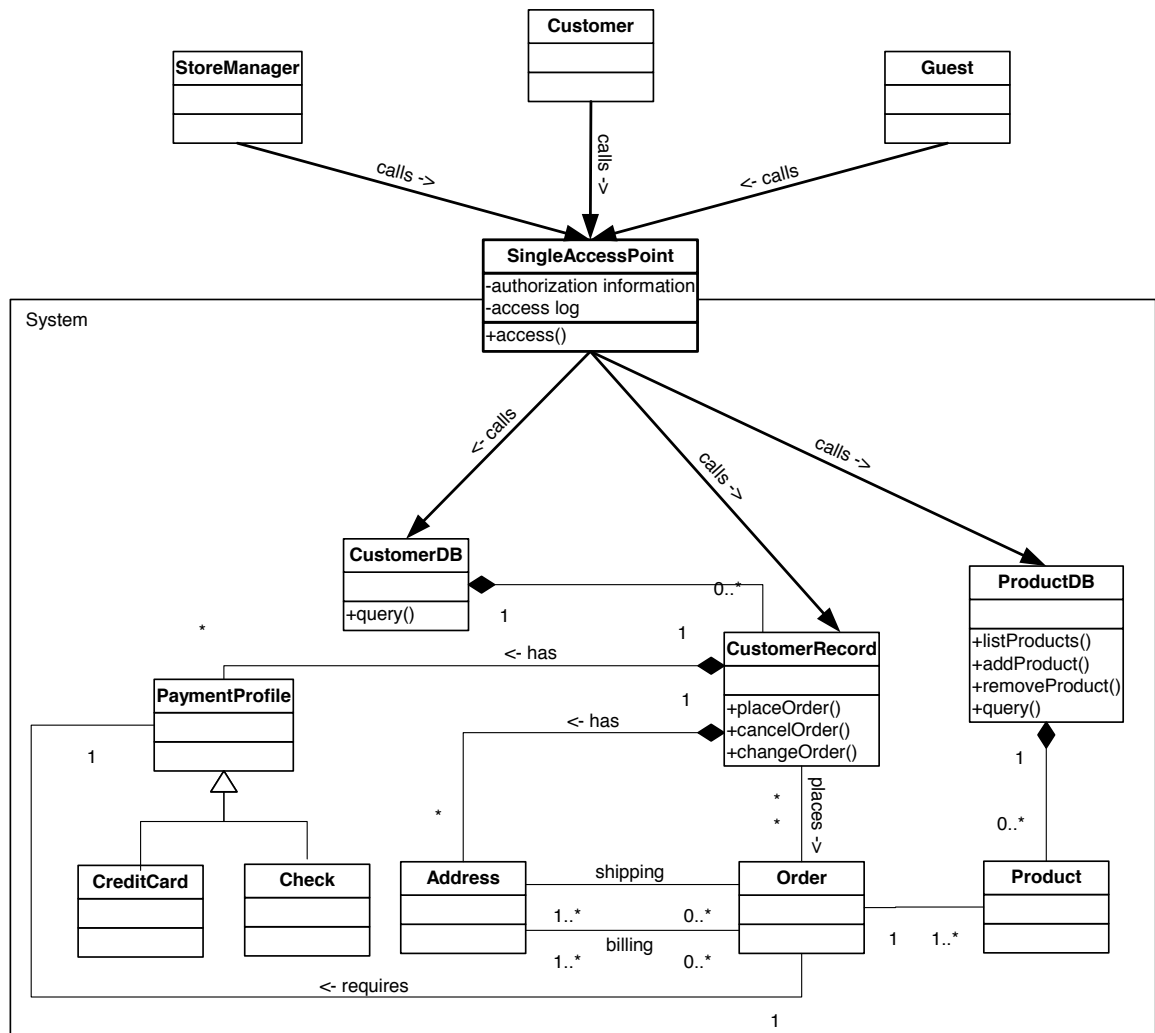 Customer
StoreManager
Guest
calls ->
calls ->
<- calls
SingleAccessPoint
-authorization information
-access log
+access()
System
<- calls
calls ->
calls ->
CustomerDB
+query()
1
0..*
ProductDB
+listProducts()
+addProduct()
+removeProduct()
+query()
*
<- has
1
CustomerRecord
+placeOrder()
+cancelOrder()
+changeOrder()
PaymentProfile
1
<- has
1
1
*
*
*
places ->
0..*
CreditCard
Check
Address
shipping
Order
Product
1..*
0..*
billing
1..*
0..*
1
1..*
<- requires
1